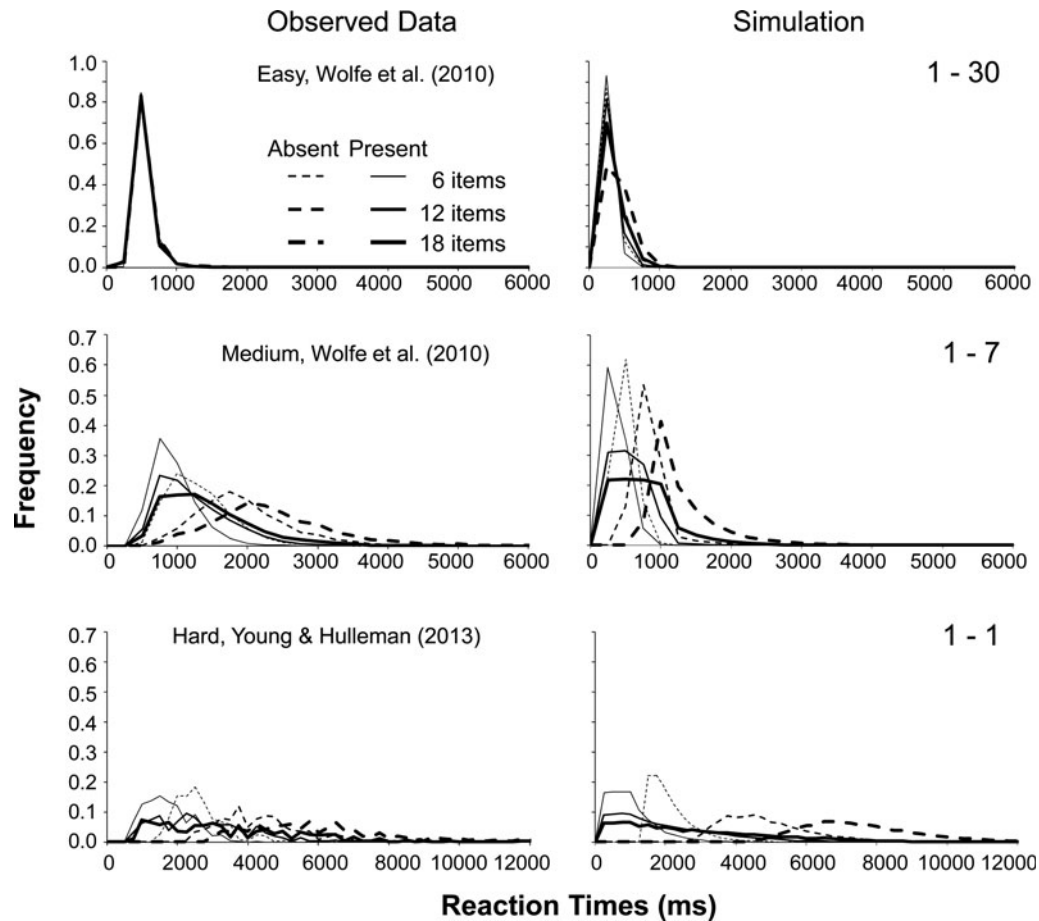 Observed Data
Simulation
Easy, Wolfe et al. (2010)
1 - 30
1.0
0.8
0.6
0.4
0.2
0.0
Absent Present
6 items
12 items
18 items
0 1000 2000 3000 4000 5000 6000
0 1000 2000 3000 4000 5000 6000
Medium, Wolfe et al. (2010)
1 - 7
0.7
0.6
0.5
0.4
0.3
0.2
0.1
0.0
0 1000 2000 3000 4000 5000 6000
0 1000 2000 3000 4000 5000 6000
Frequency
Hard, Young & Hulleman (2013)
1 - 1
0.7
0.6
0.5
0.4
0.3
0.2
0.1
0.0
0 2000 4000 6000 8000 10000 12000
0 2000 4000 6000 8000 10000 12000
Reaction Times (ms)